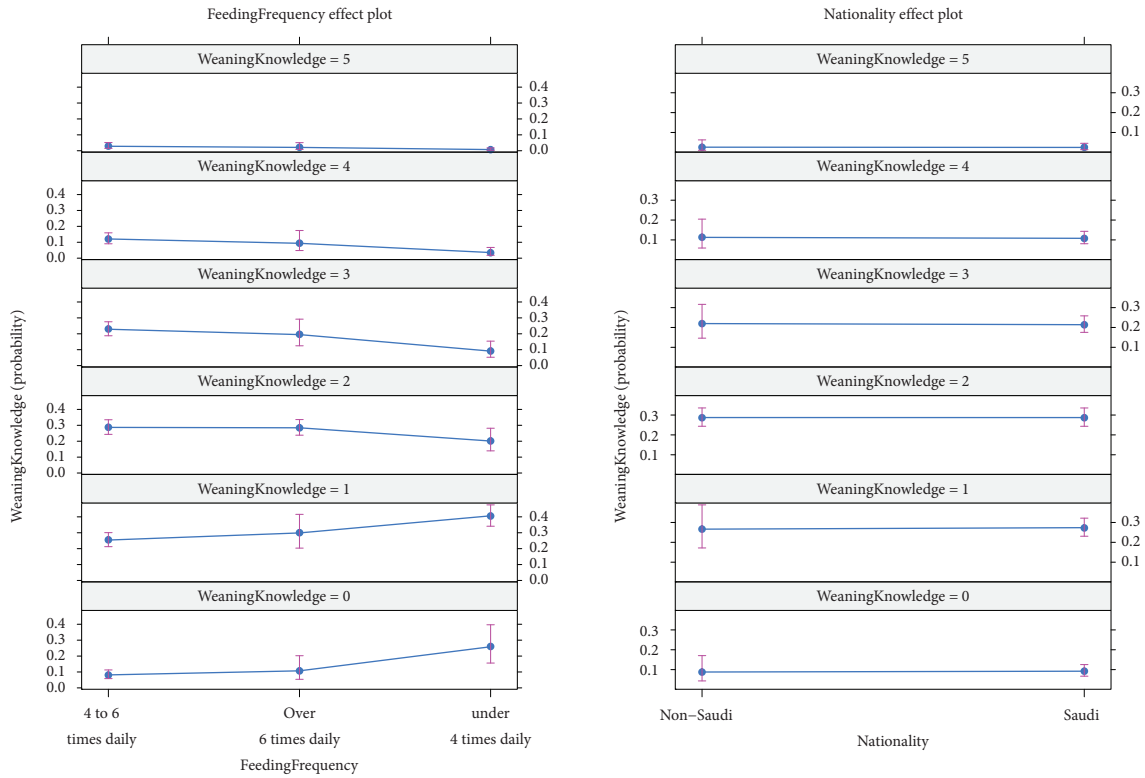 FeedingFrequency effect plot
WeaningKnowledge = 5
0.4
0.3
0.2
0.1
0.0
WeaningKnowledge = 4
0.4
0.3
0.2
0.1
0.0
WeaningKnowledge = 3
0.4
0.3
0.2
0.1
0.0
WeaningKnowledge = 2
0.4
0.3
0.2
0.1
0.0
WeaningKnowledge = 1
0.4
0.3
0.2
0.1
0.0
WeaningKnowledge = 0
0.4
0.3
0.2
0.1
0.0
WeaningKnowledge (probability)
4 to 6
times daily
Over
6 times daily
under
4 times daily
FeedingFrequency
Nationality effect plot
WeaningKnowledge = 5
0.3
0.2
0.1
WeaningKnowledge = 4
0.3
0.2
0.1
WeaningKnowledge = 3
0.3
0.2
0.1
WeaningKnowledge = 2
0.3
0.2
0.1
WeaningKnowledge = 1
0.3
0.2
0.1
WeaningKnowledge = 0
0.3
0.2
0.1
WeaningKnowledge (probability)
Non−Saudi
Saudi
Nationality